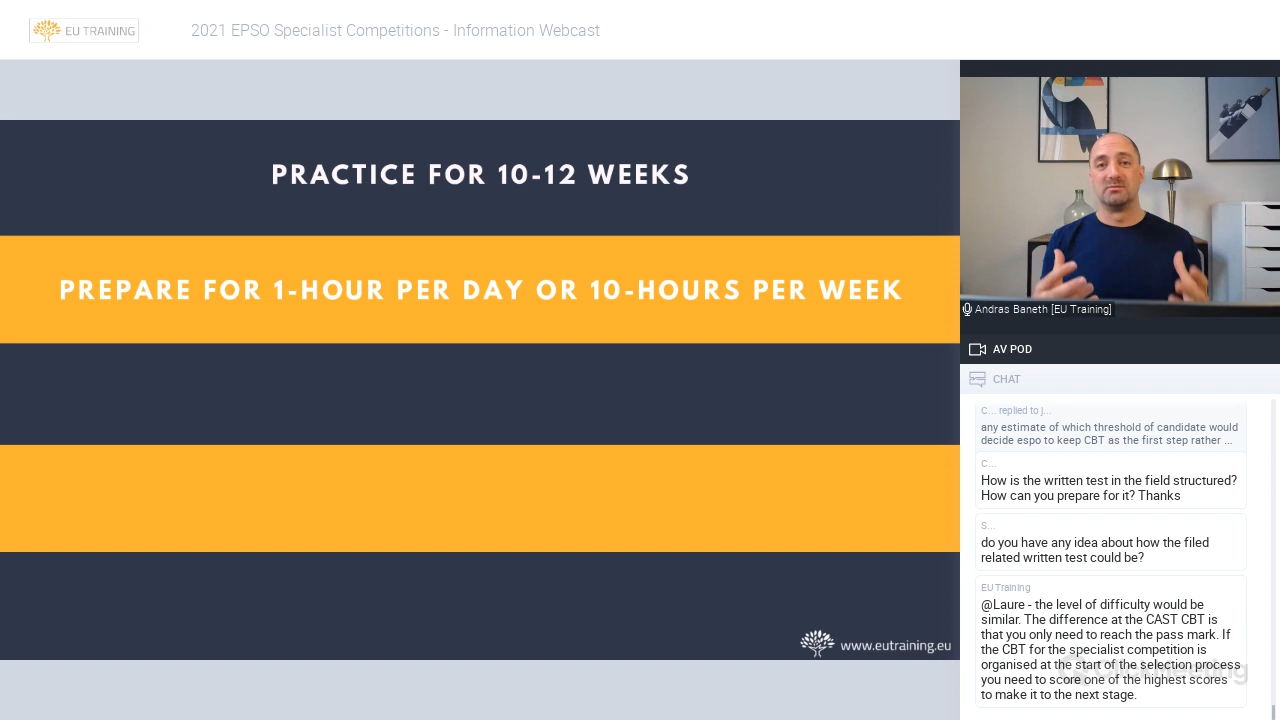 EU TRAINING
2021 EPSO Specialist Competitions - Information Webcast
PRACTICE FOR 10-12 WEEKS
PREPARE FOR 1-HOUR PER DAY OR 10-HOURS PER WEEK
www.eutraining.eu
Andras Baneth [EU Training]
AV POD
CHAT
C... replied to j...
any estimate of which threshold of candidate would
decide espo to keep CBT as the first step rather ...
C...
How is the written test in the field structured?
How can you prepare for it? Thanks
S...
do you have any idea about how the filed
related written test could be?
EU Training
@Laure - the level of difficulty would be
similar. The difference at the CAST CBT is
that you only need to reach the pass mark. If
the CBT for the specialist competition is
organised at the start of the selection process
you need to score one of the highest scores
to make it to the next stage.
ClickMeeting